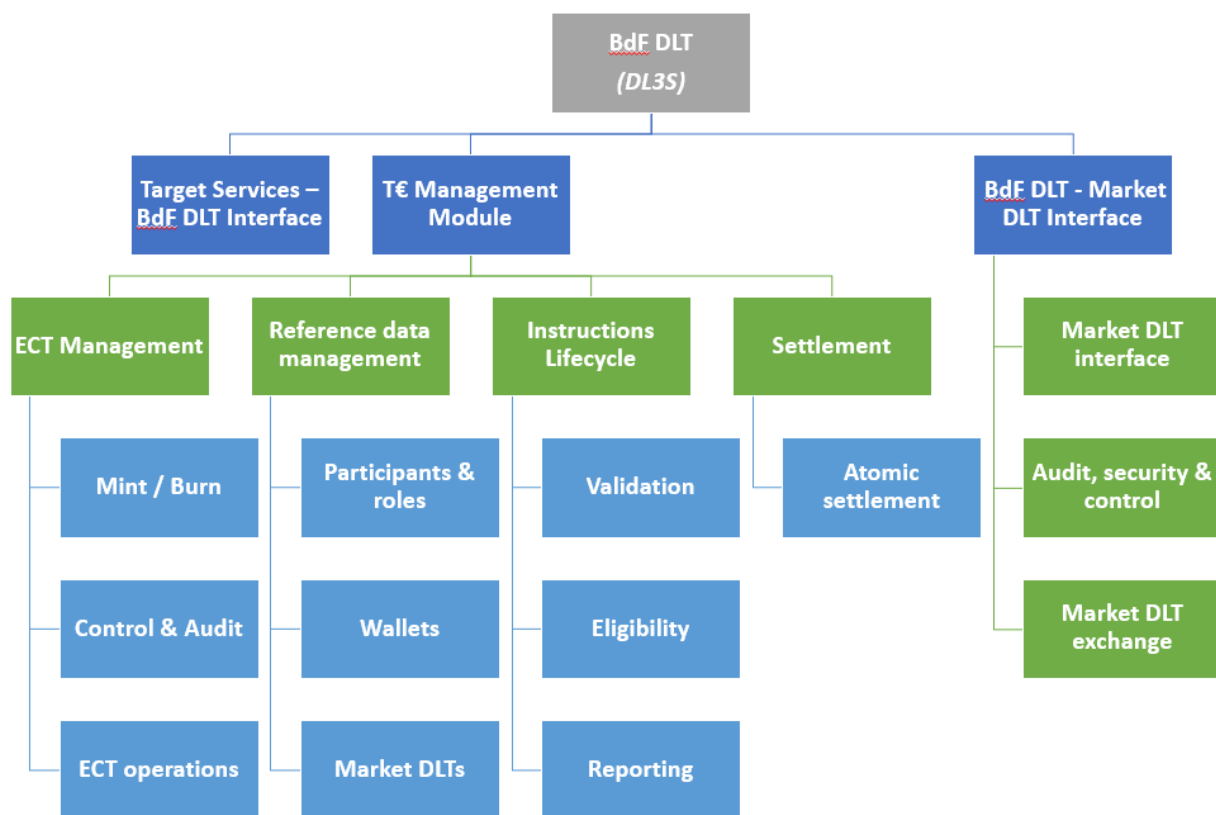 BdF DLT
(DL3S)
Target Services –
BdF DLT Interface
T€ Management
Module
BdF DLT - Market
DLT Interface
ECT Management
Reference data
management
Instructions
Lifecycle
Settlement
Market DLT
interface
Mint / Burn
Participants &
roles
Validation
Atomic
settlement
Audit, security &
control
Control & Audit
Wallets
Eligibility
Market DLT
exchange
ECT operations
Market DLTs
Reporting